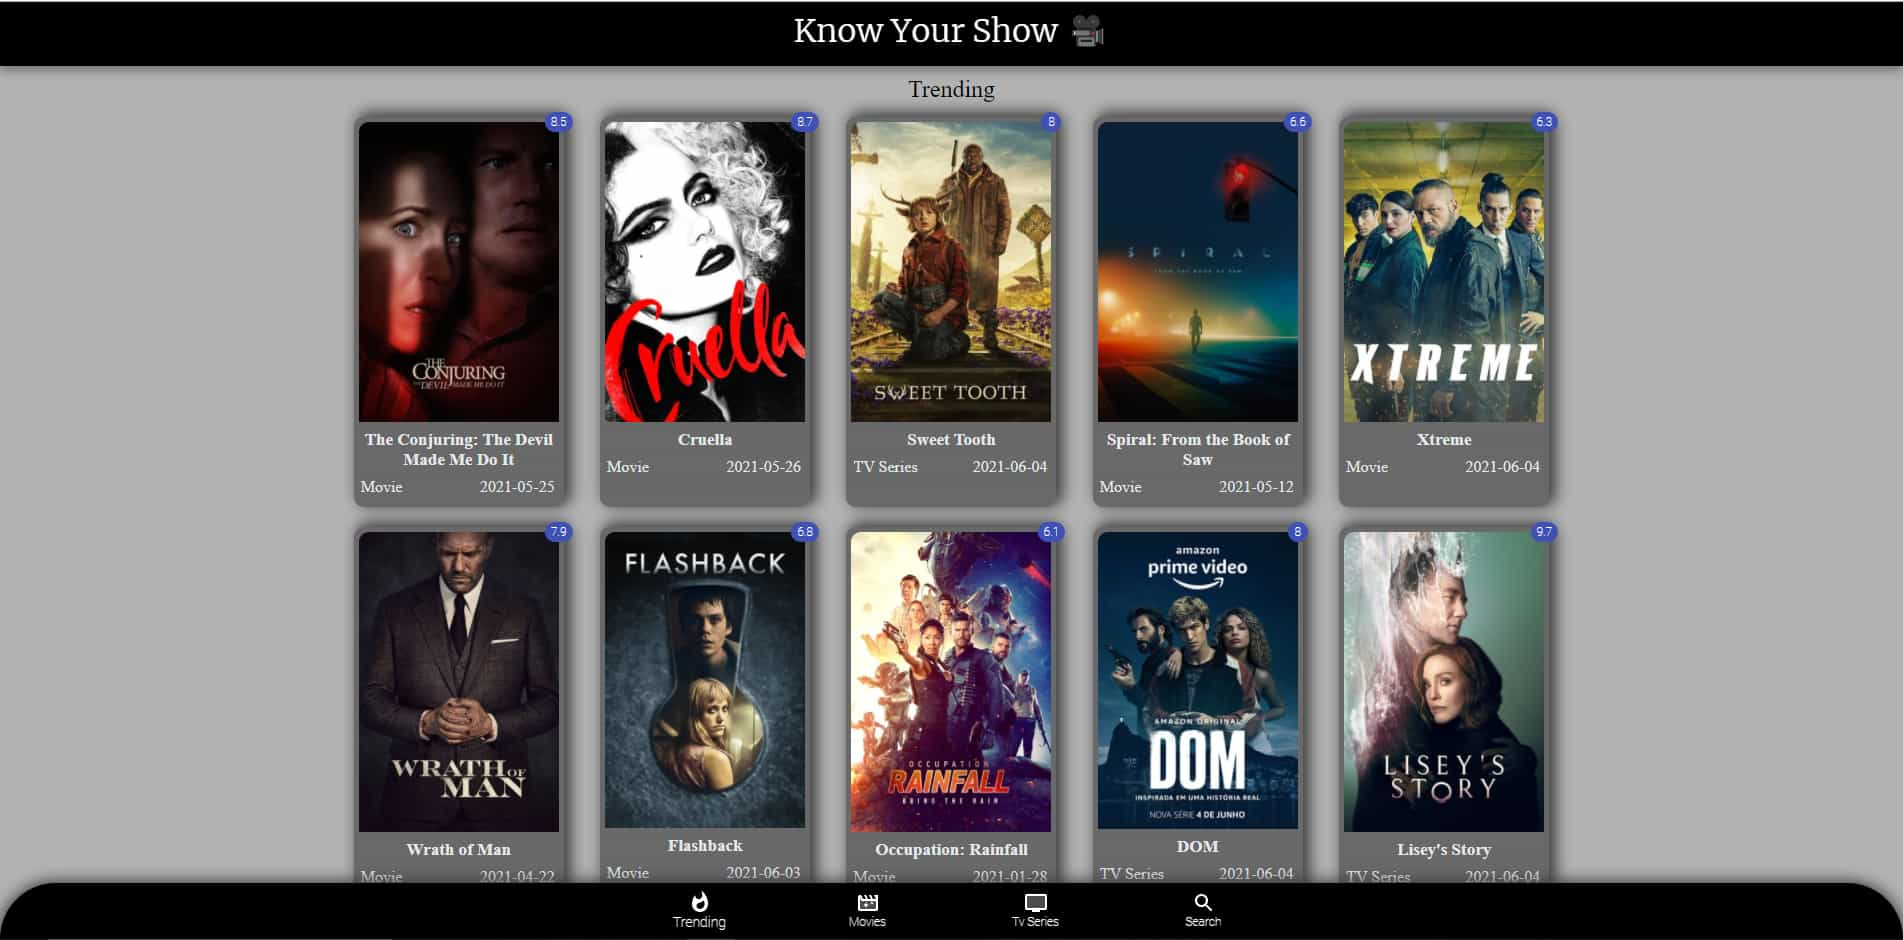 Know Your Show
Trending
8.5
8.7
8
6.6
6.3
THE
CONJURING
THE DEVIL MADE ME DO IT
Cruella
SWEET TOOTH
SPIRAL
FROM THE BOOK OF SAW
XTREME
The Conjuring: The Devil
Made Me Do It
Movie 2021-05-25
Cruella
Movie 2021-05-26
Sweet Tooth
TV Series 2021-06-04
Spiral: From the Book of
Saw
Movie 2021-05-12
Xtreme
Movie 2021-06-04
7.9
6.8
6.1
8
9.7
WRATH OF
MAN
FLASHBACK
OCCUPATION
RAINFALL
BRING THE RAIN
amazon
prime video
AMAZON ORIGINAL
DOM
INSPIRADA EM UMA HISTÓRIA REAL
NOVA SÉRIE 4 DE JUNHO
LISEY'S
STORY
Wrath of Man
Movie 2021-04-22
Flashback
Movie 2021-06-03
Occupation: Rainfall
Movie 2021-01-28
DOM
TV Series 2021-06-04
Lisey's Story
TV Series 2021-06-04
Trending
Movies
Tv Series
Search